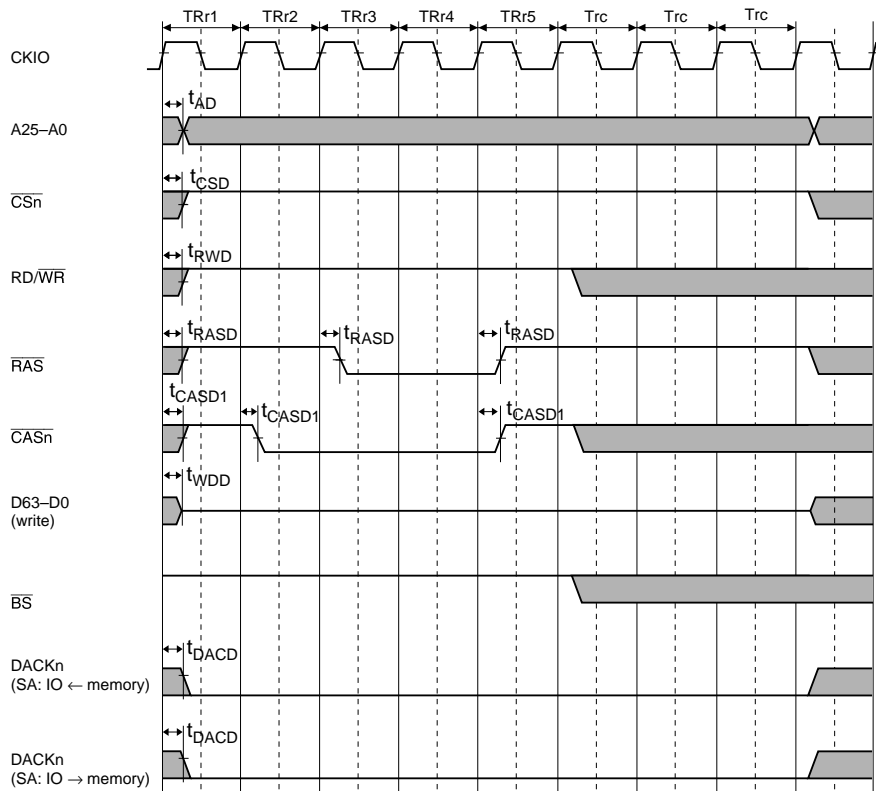 TRr1 TRr2 TRr3 TRr4 TRr5 Trc Trc Trc
CKIO
tAD
A25–A0
tCSD
CSn
tRWD
RD/WR
tRASD tRASD tRASD
RAS
tCASD1 tCASD1 tCASD1
CASn
tWDD
D63–D0
(write)
BS
tDACD
DACKn
(SA: IO ← memory)
tDACD
DACKn
(SA: IO → memory)